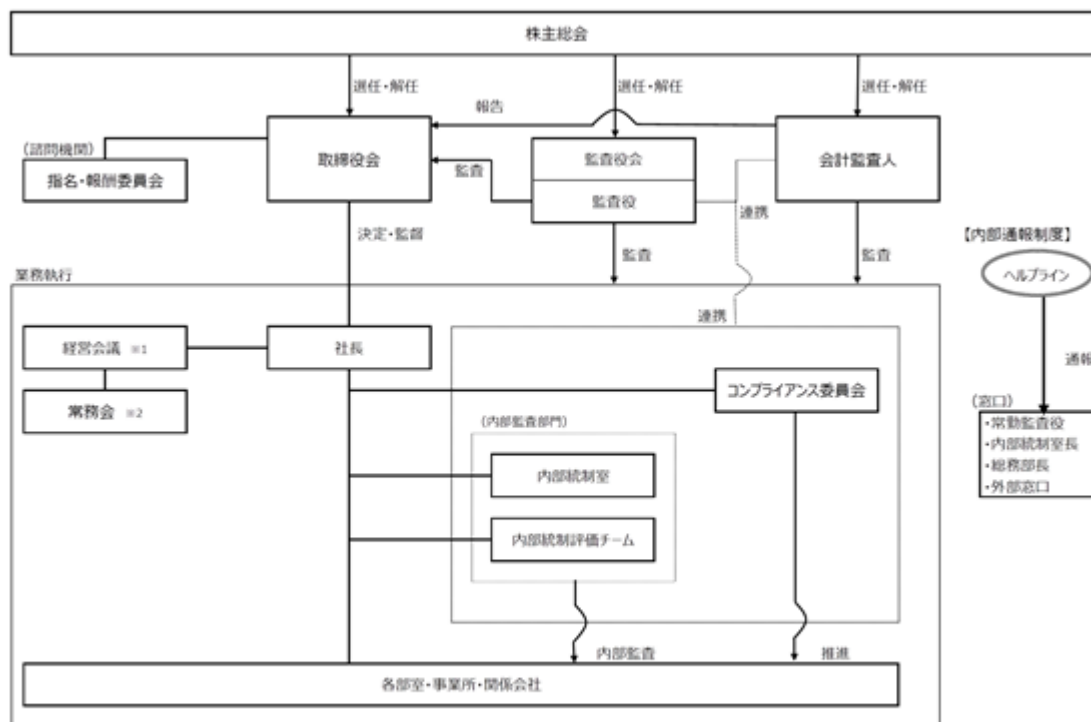 株主総会
選任・解任
選任・解任
選任・解任
報告
(諮問機関)
指名・報酬委員会
取締役会
監査
監査役会
監査役
会計監査人
連携
決定・監督
監査
監査
【内部通報制度】
ヘルプライン
業務執行
連携
通報
経営会議 ※1
社長
常務会 ※2
コンプライアンス委員会
(窓口)
・常勤監査役
・内部統制室長
・総務部長
・外部窓口
(内部監査部門)
内部統制室
内部統制評価チーム
内部監査
推進
各部室・事業所・関係会社